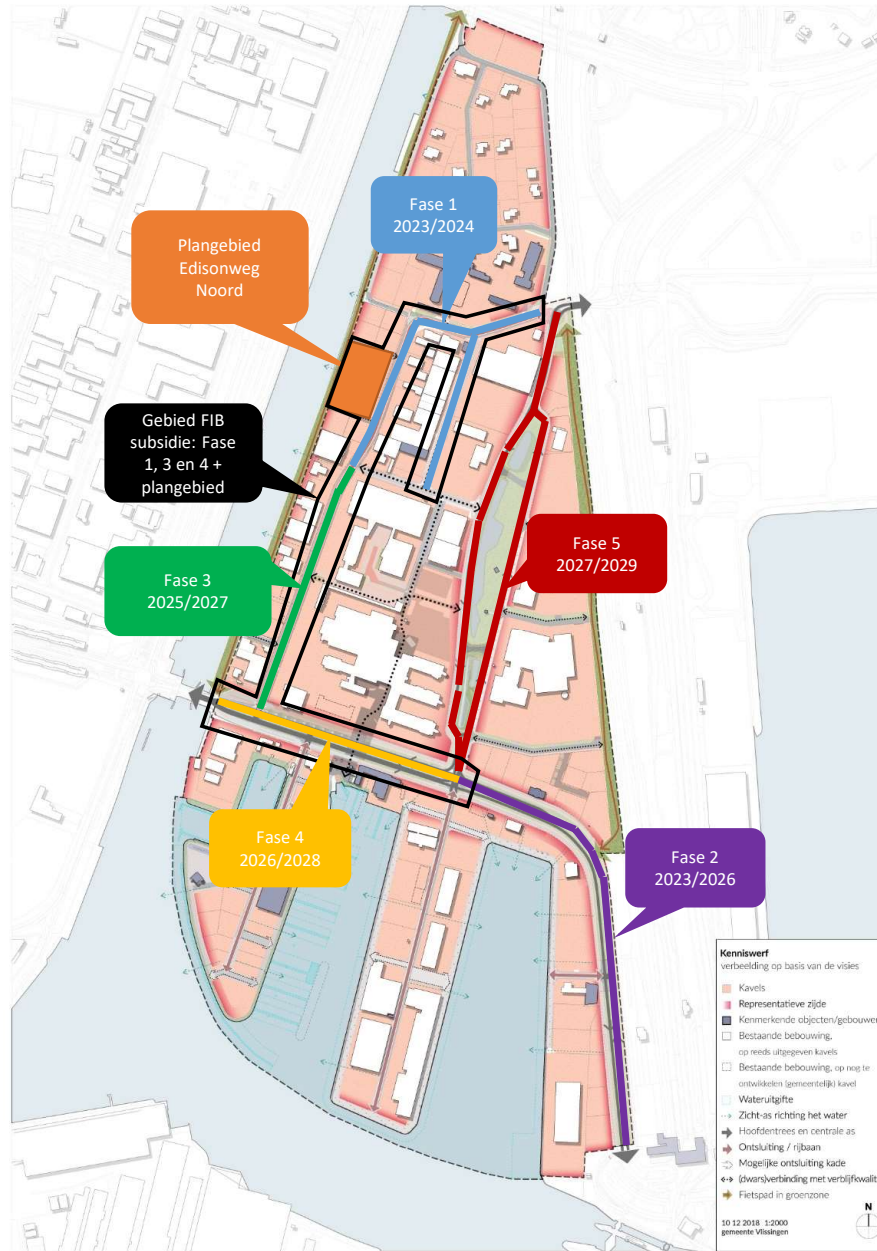 Fase 1
2023/2024
Plangebied
Edisonweg
Noord
Gebied FIB
subsidie: Fase
1, 3 en 4 +
plangebied
Fase 5
2027/2029
Fase 3
2025/2027
Fase 4
2026/2028
Fase 2
2023/2026
Kenniswerf
verbeelding op basis van de visies
Kavels
Representatieve zijde
Kenmerkende objecten/gebouwen
Bestaande bebouwing,
op reeds uitgegeven kavels
Bestaande bebouwing, op nog te
ontwikkelen (gemeentelijk) kavel
Wateruitgifte
Zicht-as richting het water
Hoofdentrees en centrale as
Ontsluiting / rijbaan
Mogelijke ontsluiting kade
(dwars)verbinding met verblijfkwalit
Fietspad in groenzone
N
10 12 2018 1:2000
gemeente Vlissingen